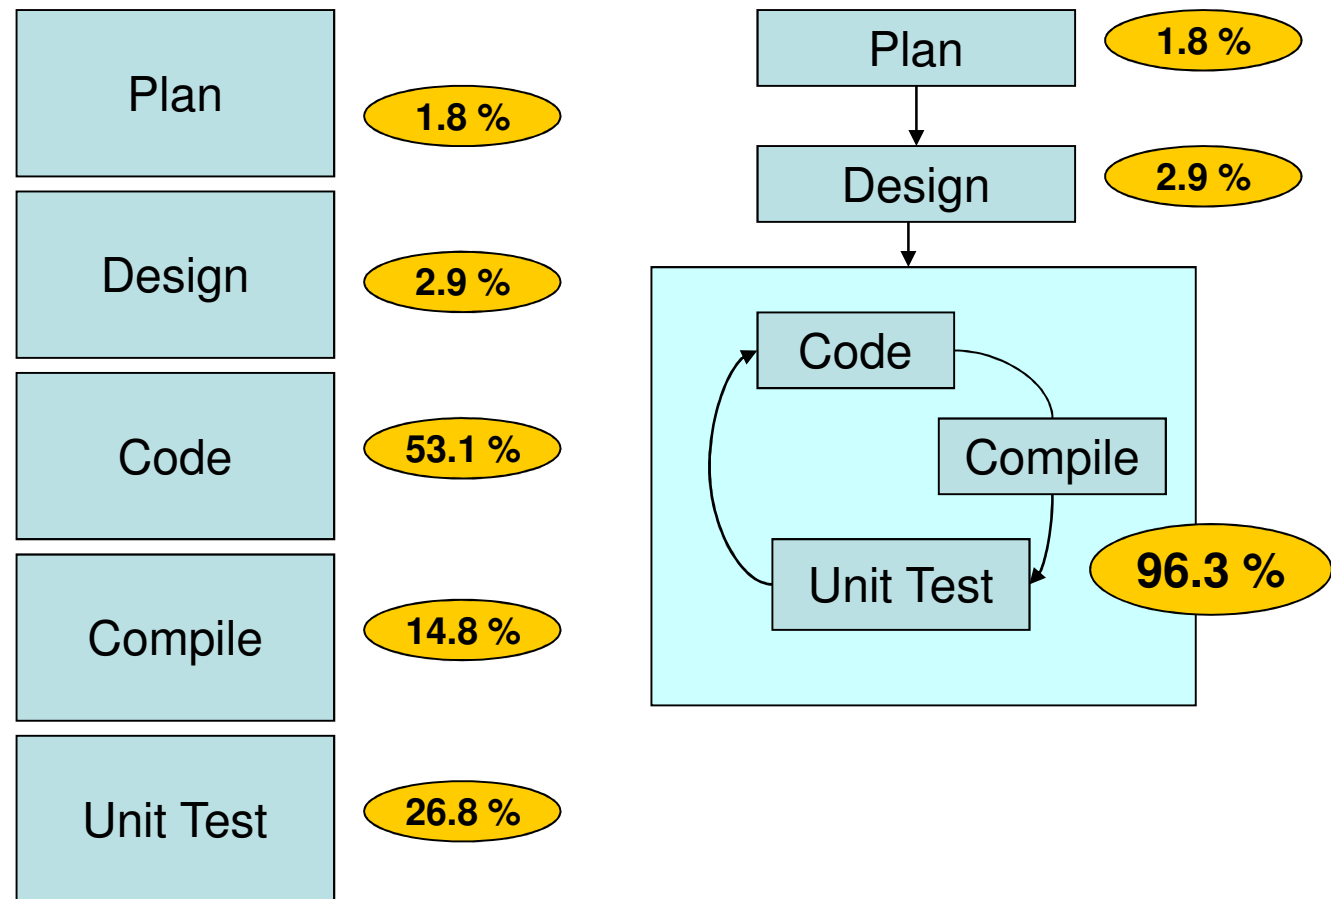 Plan
1.8 %
Design
2.9 %
Code
53.1 %
Compile
14.8 %
Unit Test
26.8 %
Plan
1.8 %
Design
2.9 %
Code
Compile
Unit Test
96.3 %